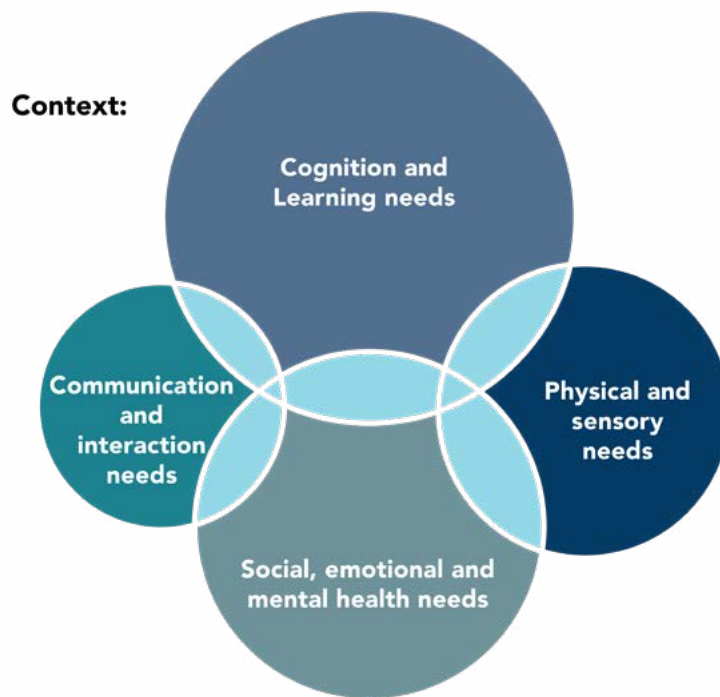 Context:
Cognition and
Learning needs
Communication
and
interaction
needs
Physical and
sensory
needs
Social, emotional and
mental health needs